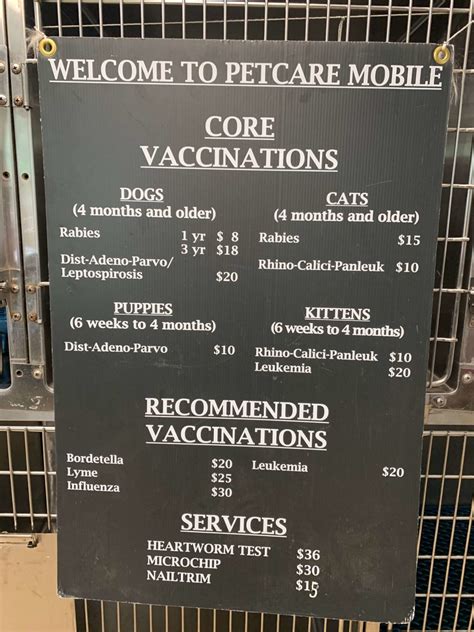 WELCOME TO PETCARE MOBILE
CORE
VACCINATIONS
DOGS
(4 months and older)
Rabies 1 yr $ 8
3 yr $18
Dist-Adeno-Parvo/
Leptospirosis $20
CATS
(4 months and older)
Rabies $15
Rhino-Calici-Panleuk $10
PUPPIES
(6 weeks to 4 months)
Dist-Adeno-Parvo $10
KITTENS
(6 weeks to 4 months)
Rhino-Calici-Panleuk $10
Leukemia $20
RECOMMENDED
VACCINATIONS
Bordetella $20
Lyme $25
Influenza $30
Leukemia $20
SERVICES
HEARTWORM TEST $36
MICROCHIP $30
NAILTRIM $15